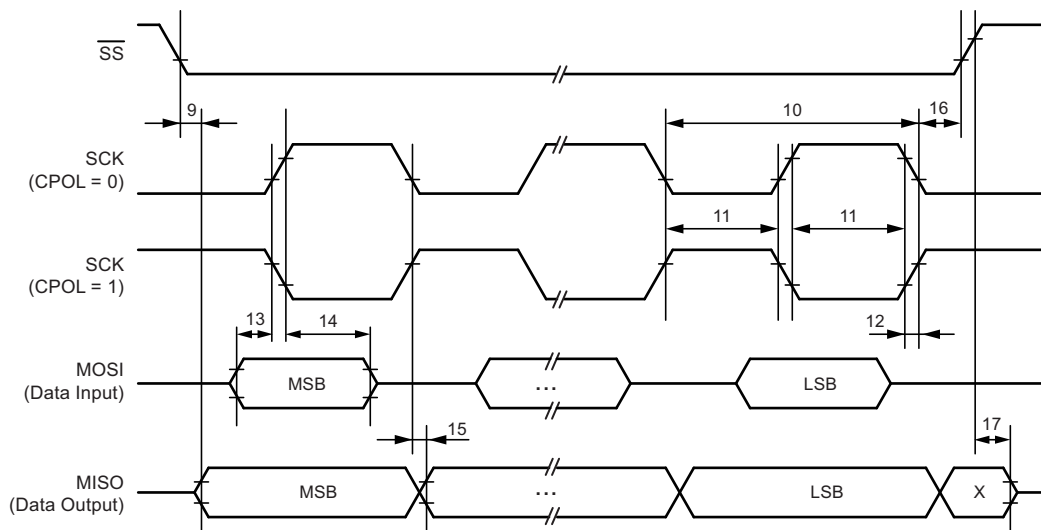 SS
9
10
16
SCK
(CPOL = 0)
11
11
SCK
(CPOL = 1)
13
14
12
MOSI
(Data Input)
MSB
...
LSB
15
17
MISO
(Data Output)
MSB
...
LSB
X